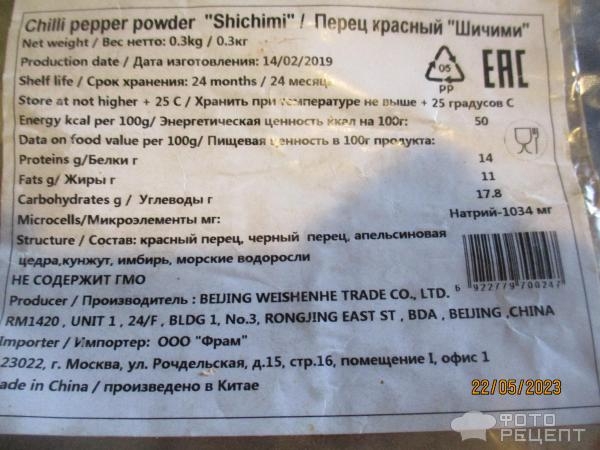 Chilli pepper powder "Shichimi" / Перец красный "Шичими"
Net weight / Вес нетто: 0.3kg / 0.3кг
Production date / Дата изготовления: 14/02/2019
Shelf life / Срок хранения: 24 months / 24 месяц
Store at not higher + 25 C / Хранить при температуре не выше + 25 градусов С
05
PP
EAC
Energy kcal per 100g/ Энергетическая ценность ккал на 100г: 50
Data on food value per 100g/ Пищевая ценность в 100г продукта:
Proteins g/Белки г 14
Fats g/ Жиры г 11
Carbohydrates g / Углеводы г 17.8
Microcells/Микроэлементы мг: Натрий-1034 мг
Structure / Состав: красный перец, черный перец, апельсиновая
цедра,кунжут, имбирь, морские водоросли
НЕ СОДЕРЖИТ ГМО
6 922779 700247
Producer / Производитель : BEIJING WEISHENHE TRADE CO., LTD.
RM1420 , UNIT 1 , 24/F , BLDG 1, No.3, RONGJING EAST ST , BDA , BEIJING ,CHINA
Importer / Импортер: ООО "Фрам"
23022, г. Москва, ул. Рочдельская, д.15, стр.16, помещение I, офис 1
ade in China / произведено в Китае
22/05/2023
ФОТО
РЕЦЕПТ